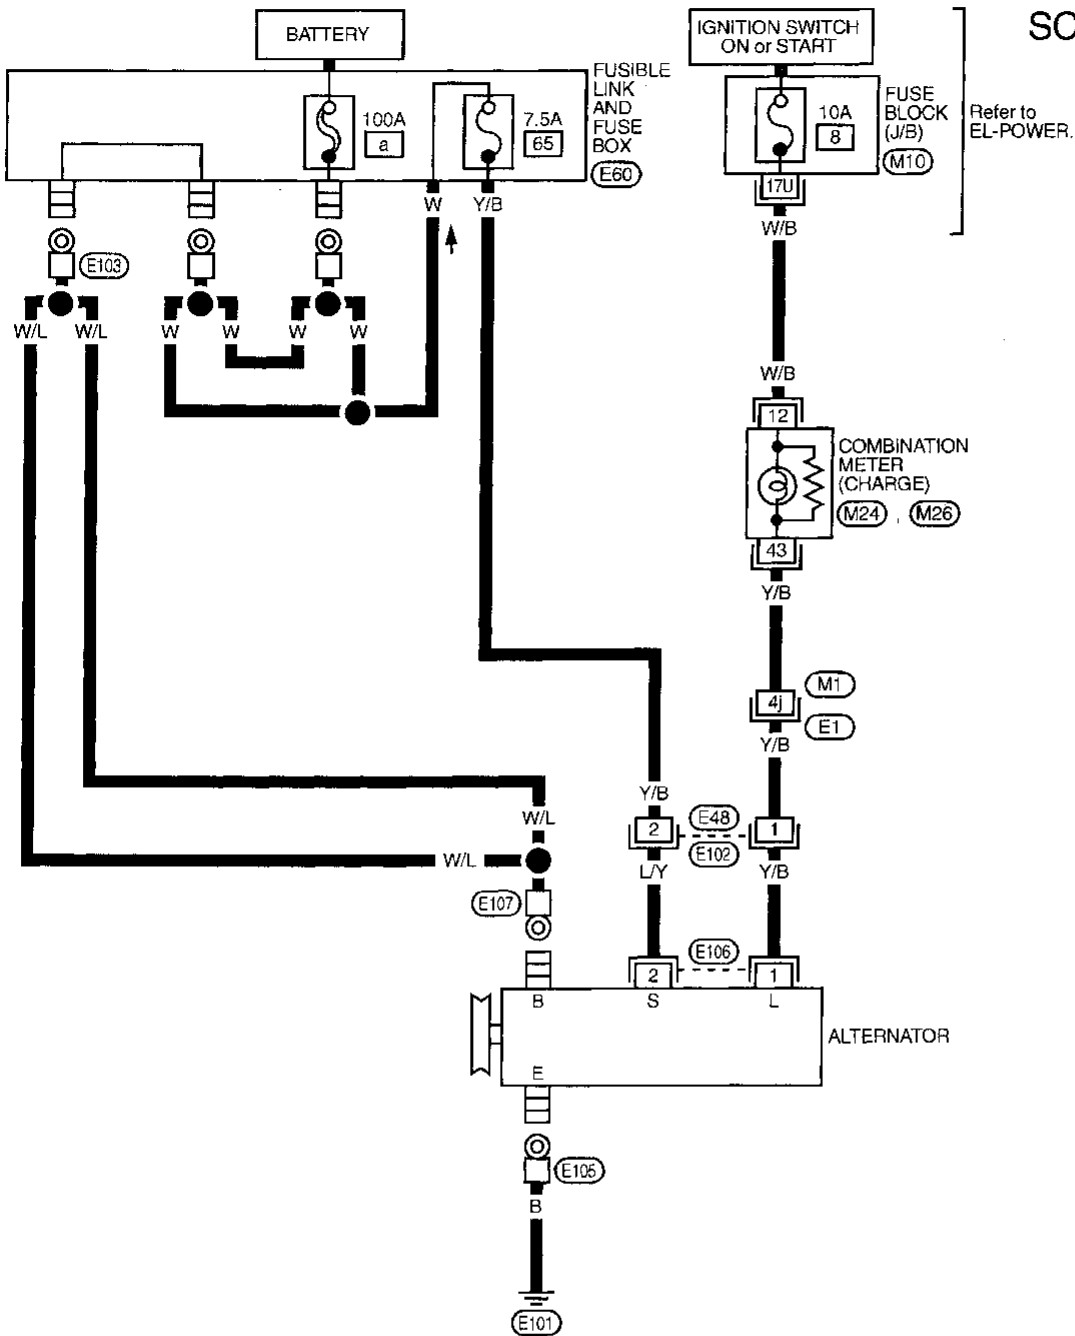 BATTERY
IGNITION SWITCH
ON or START
SC
FUSIBLE
LINK
AND
FUSE
BOX
E60
100A
a
7.5A
65
10A
8
FUSE
BLOCK
(J/B)
M10
Refer to
EL-POWER.
17U
W
Y/B
W/B
E103
W/L
W/L
W
W
W
W
W/B
12
COMBINATION
METER
(CHARGE)
M24 , M26
43
Y/B
4j
M1
E1
Y/B
Y/B
W/L
2
E48
1
E102
W/L
L/Y
Y/B
E107
E106
2
1
B
S
L
ALTERNATOR
E
E105
B
E101